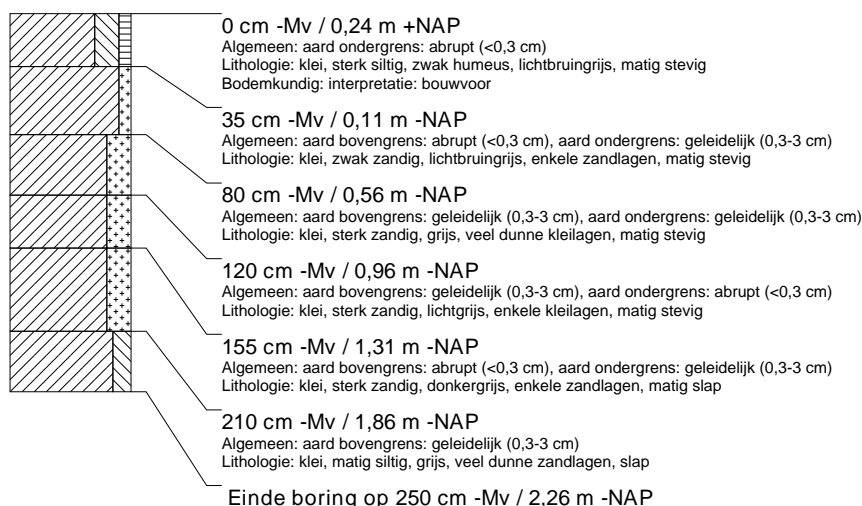 0 cm -Mv / 0,24 m +NAP
Algemeen: aard ondergrens: abrupt (<0,3 cm)
Lithologie: klei, sterk siltig, zwak humeus, lichtbruingrijs, matig stevig
Bodemkundig: interpretatie: bouwvoor
35 cm -Mv / 0,11 m -NAP
Algemeen: aard bovengrens: abrupt (<0,3 cm), aard ondergrens: geleidelijk (0,3-3 cm)
Lithologie: klei, zwak zandig, lichtbruingrijs, enkele zandlagen, matig stevig
80 cm -Mv / 0,56 m -NAP
Algemeen: aard bovengrens: geleidelijk (0,3-3 cm), aard ondergrens: geleidelijk (0,3-3 cm)
Lithologie: klei, sterk zandig, grijs, veel dunne kleilagen, matig stevig
120 cm -Mv / 0,96 m -NAP
Algemeen: aard bovengrens: geleidelijk (0,3-3 cm), aard ondergrens: abrupt (<0,3 cm)
Lithologie: klei, sterk zandig, lichtgrijs, enkele kleilagen, matig stevig
155 cm -Mv / 1,31 m -NAP
Algemeen: aard bovengrens: abrupt (<0,3 cm), aard ondergrens: geleidelijk (0,3-3 cm)
Lithologie: klei, sterk zandig, donkergrijs, enkele zandlagen, matig slap
210 cm -Mv / 1,86 m -NAP
Algemeen: aard bovengrens: geleidelijk (0,3-3 cm)
Lithologie: klei, matig siltig, grijs, veel dunne zandlagen, slap
Einde boring op 250 cm -Mv / 2,26 m -NAP